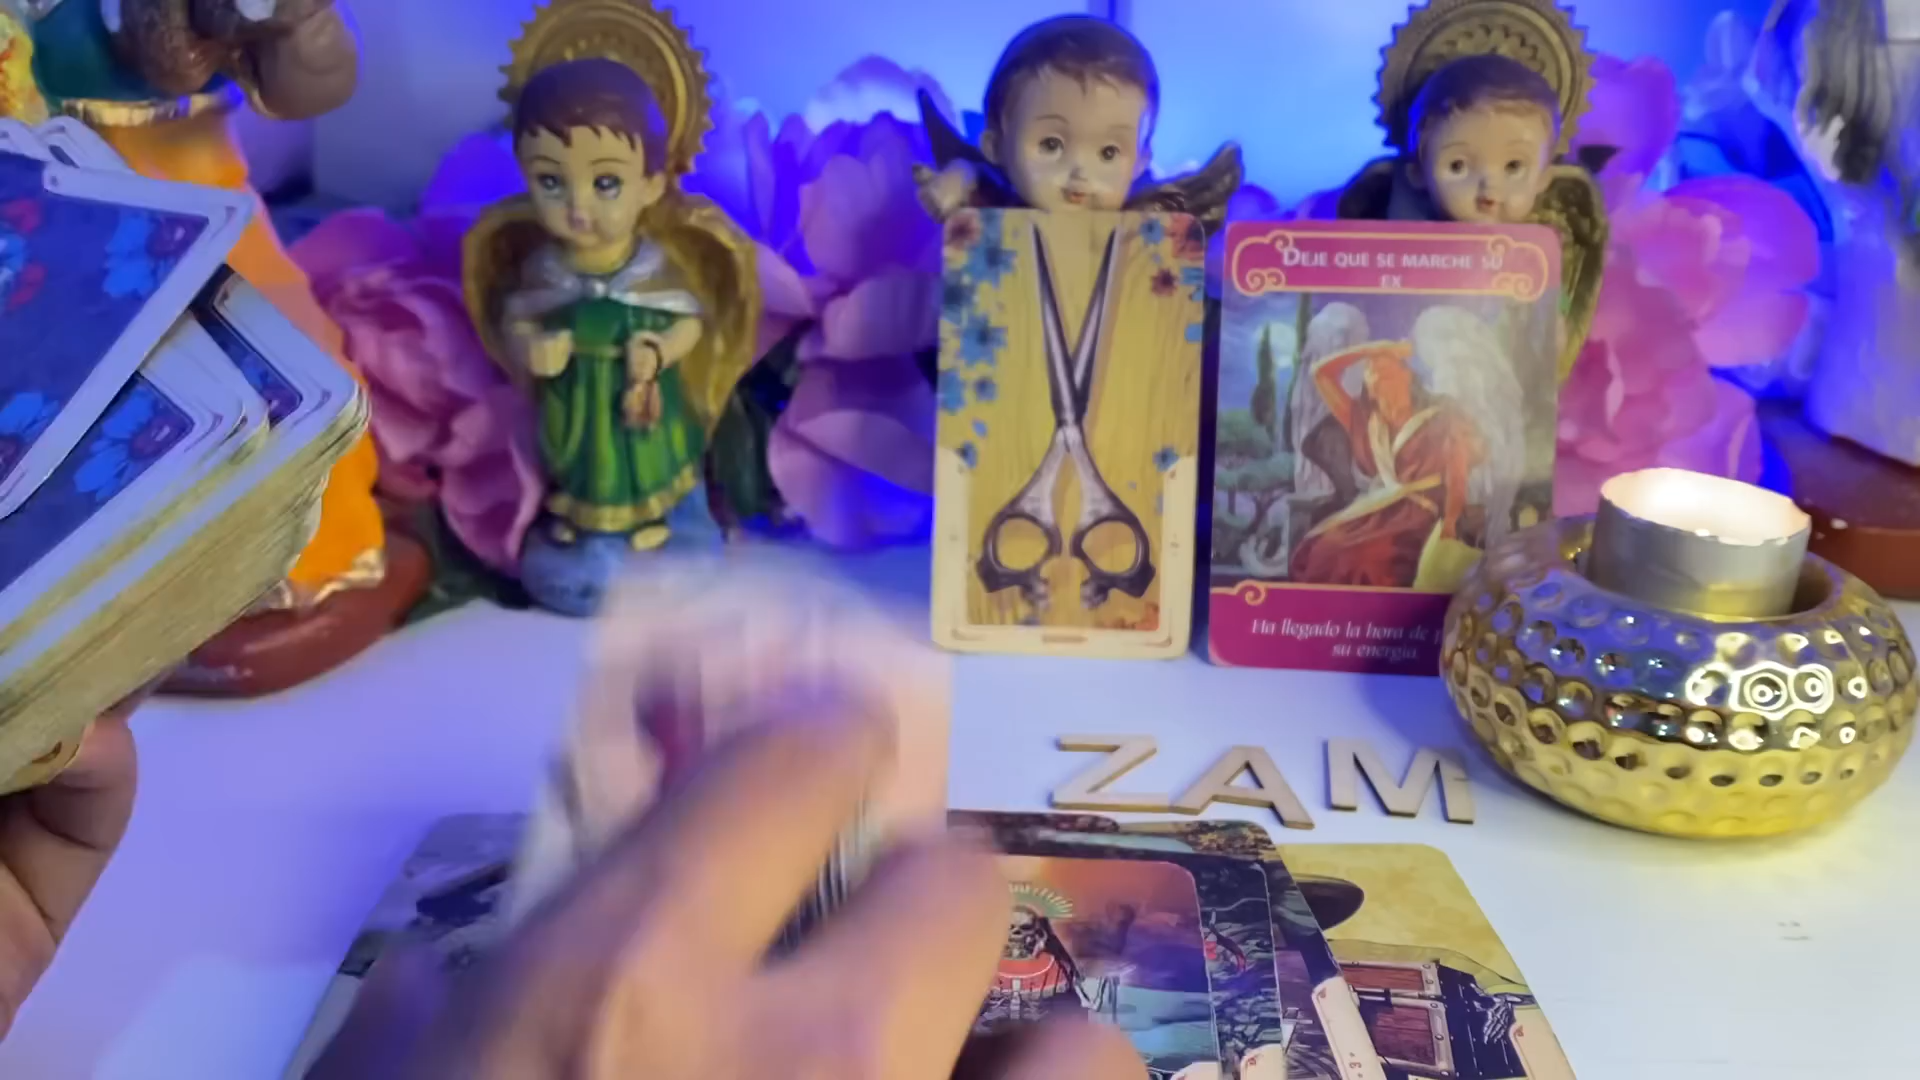 DEJE QUE SE MARCHE SU
EX
Ha llegado la hora de
su energía
ZAM